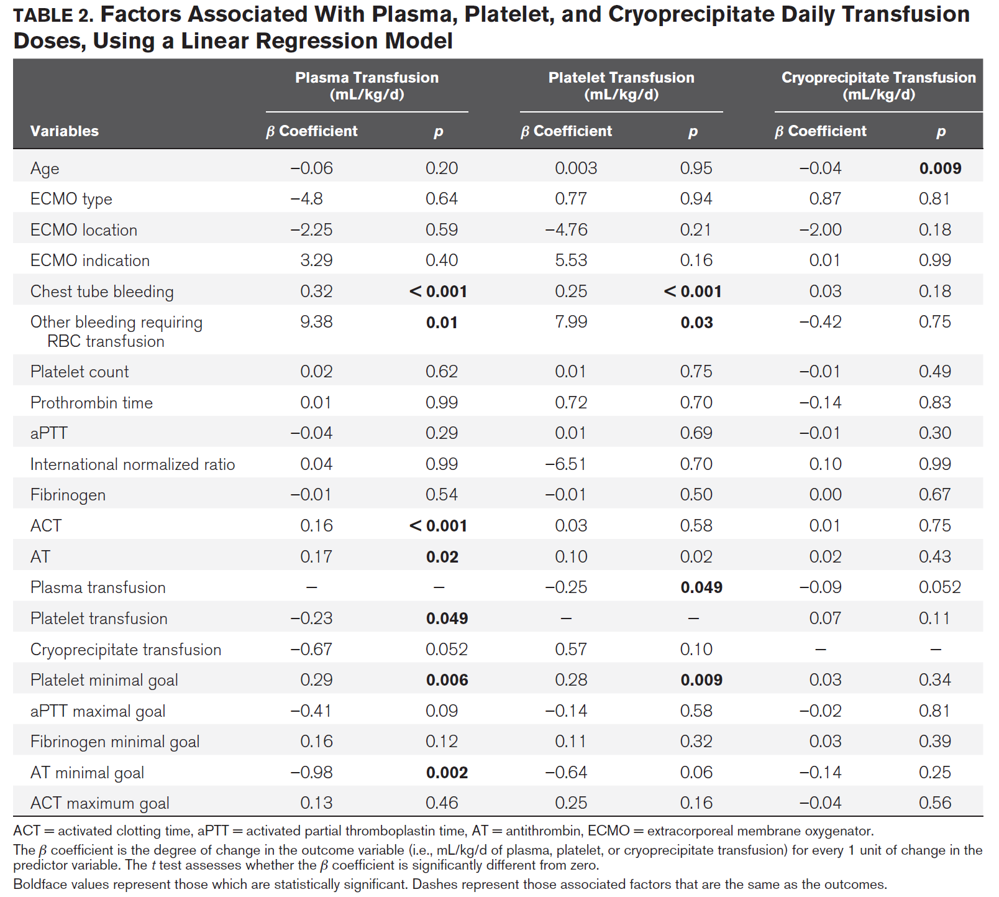 TABLE 2. Factors Associated With Plasma, Platelet, and Cryoprecipitate Daily Transfusion
Doses, Using a Linear Regression Model
Plasma Transfusion Platelet Transfusion Cryoprecipitate Transfusion
(mL/kg/d) (mL/kg/d) (mL/kg/d)
Variables β Coefficient p β Coefficient p β Coefficient p
Age −0.06 0.20 0.003 0.95 −0.04 0.009
ECMO type −4.8 0.64 0.77 0.94 0.87 0.81
ECMO location −2.25 0.59 −4.76 0.21 −2.00 0.18
ECMO indication 3.29 0.40 5.53 0.16 0.01 0.99
Chest tube bleeding 0.32 < 0.001 0.25 < 0.001 0.03 0.18
Other bleeding requiring 9.38 0.01 7.99 0.03 −0.42 0.75
RBC transfusion
Platelet count 0.02 0.62 0.01 0.75 −0.01 0.49
Prothrombin time 0.01 0.99 0.72 0.70 −0.14 0.83
aPTT −0.04 0.29 0.01 0.69 −0.01 0.30
International normalized ratio 0.04 0.99 −6.51 0.70 0.10 0.99
Fibrinogen −0.01 0.54 −0.01 0.50 0.00 0.67
ACT 0.16 < 0.001 0.03 0.58 0.01 0.75
AT 0.17 0.02 0.10 0.02 0.02 0.43
Plasma transfusion – – −0.25 0.049 −0.09 0.052
Platelet transfusion −0.23 0.049 – – 0.07 0.11
Cryoprecipitate transfusion −0.67 0.052 0.57 0.10 – –
Platelet minimal goal 0.29 0.006 0.28 0.009 0.03 0.34
aPTT maximal goal −0.41 0.09 −0.14 0.58 −0.02 0.81
Fibrinogen minimal goal 0.16 0.12 0.11 0.32 0.03 0.39
AT minimal goal −0.98 0.002 −0.64 0.06 −0.14 0.25
ACT maximum goal 0.13 0.46 0.25 0.16 −0.04 0.56
ACT = activated clotting time, aPTT = activated partial thromboplastin time, AT = antithrombin, ECMO = extracorporeal membrane oxygenator.
The β coefficient is the degree of change in the outcome variable (i.e., mL/kg/d of plasma, platelet, or cryoprecipitate transfusion) for every 1 unit of change in the
predictor variable. The t test assesses whether the β coefficient is significantly different from zero.
Boldface values represent those which are statistically significant. Dashes represent those associated factors that are the same as the outcomes.